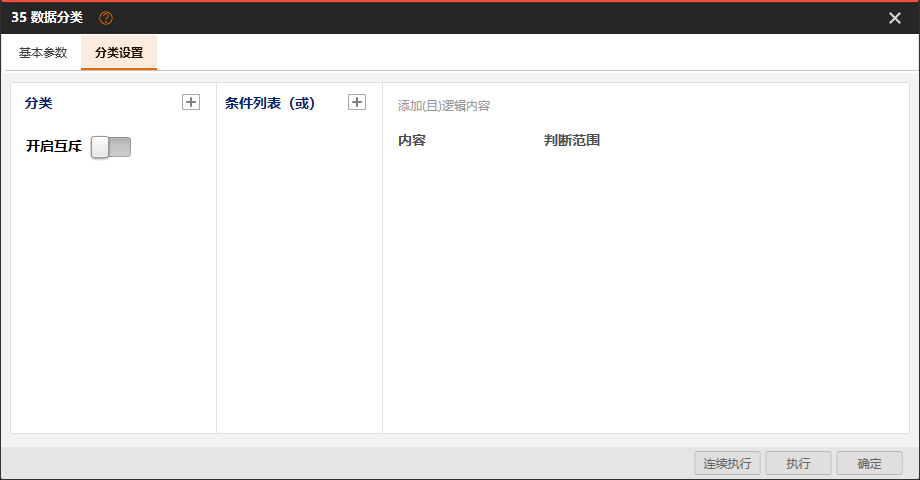 35 数据分类
基本参数 分类设置
分类 条件列表（或） 添加(且)逻辑内容
开启互斥 内容 判断范围
连续执行 执行 确定